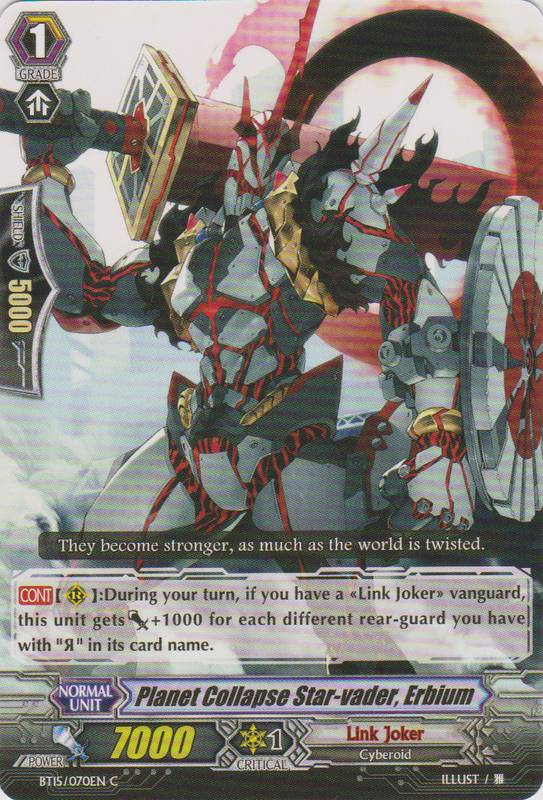 1
GRADE
SHIELD
5000
They become stronger, as much as the world is twisted.
CONT【 R 】:During your turn, if you have a «Link Joker» vanguard,
this unit gets +1000 for each different rear-guard you have
with "Я" in its card name.
NORMAL
UNIT
Planet Collapse Star-vader, Erbium
POWER
7000
1
CRITICAL
Link Joker
Cyberoid
BT15/070EN C
ILLUST / 雅